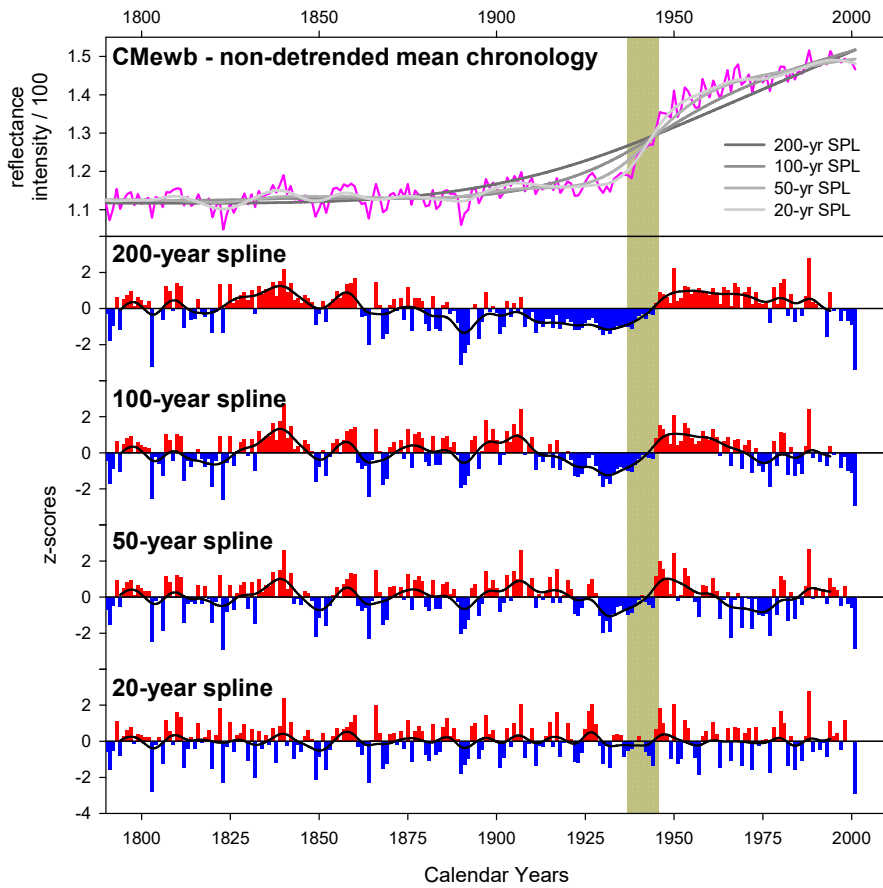 1800 1850 1900 1950 2000
CMewb - non-detrended mean chronology
reflectance
intensity / 100
1.5
1.4
1.3
1.2
1.1
200-yr SPL
100-yr SPL
50-yr SPL
20-yr SPL
200-year spline
2
0
-2
100-year spline
2
0
-2
z-scores
50-year spline
2
0
-2
20-year spline
2
0
-2
-4
1800 1825 1850 1875 1900 1925 1950 1975 2000
Calendar Years